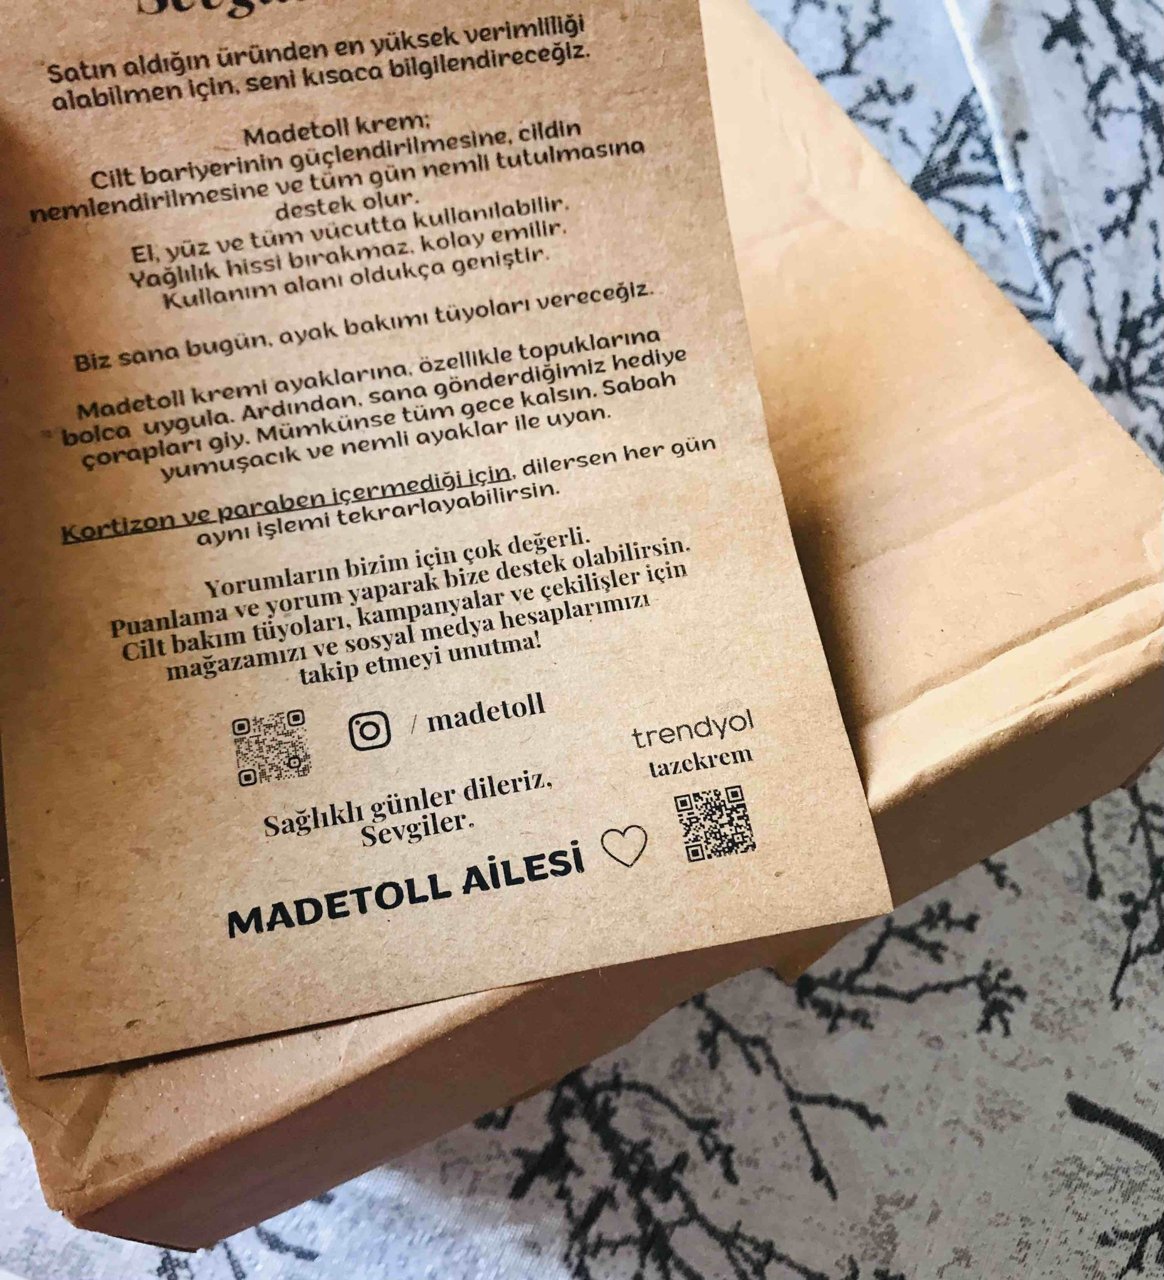 Satın aldığın üründen en yüksek verimliliği
alabilmen için, seni kısaca bilgilendireceğiz.
Madetoll krem;
Cilt bariyerinin güçlendirilmesine, cildin
nemlendirilmesine ve tüm gün nemli tutulmasına
destek olur.
El, yüz ve tüm vücutta kullanılabilir.
Yağlılık hissi bırakmaz, kolay emilir.
Kullanım alanı oldukça geniştir.
Biz sana bugün, ayak bakımı tüyoları vereceğiz.
Madetoll kremi ayaklarına, özellikle topuklarına
bolca uygula. Ardından, sana gönderdiğimiz hediye
çorapları giy. Mümkünse tüm gece kalsın. Sabah
yumuşacık ve nemli ayaklar ile uyan.
Kortizon ve paraben içermediği için, dilersen her gün
aynı işlemi tekrarlayabilirsin.
Yorumların bizim için çok değerli.
Puanlama ve yorum yaparak bize destek olabilirsin.
Cilt bakım tüyoları, kampanyalar ve çekilişler için
mağazamızı ve sosyal medya hesaplarımızı
takip etmeyi unutma!
/ madetoll
trendyol
tazekrem
Sağlıklı günler dileriz,
Sevgiler.
MADETOLL AİLESİ